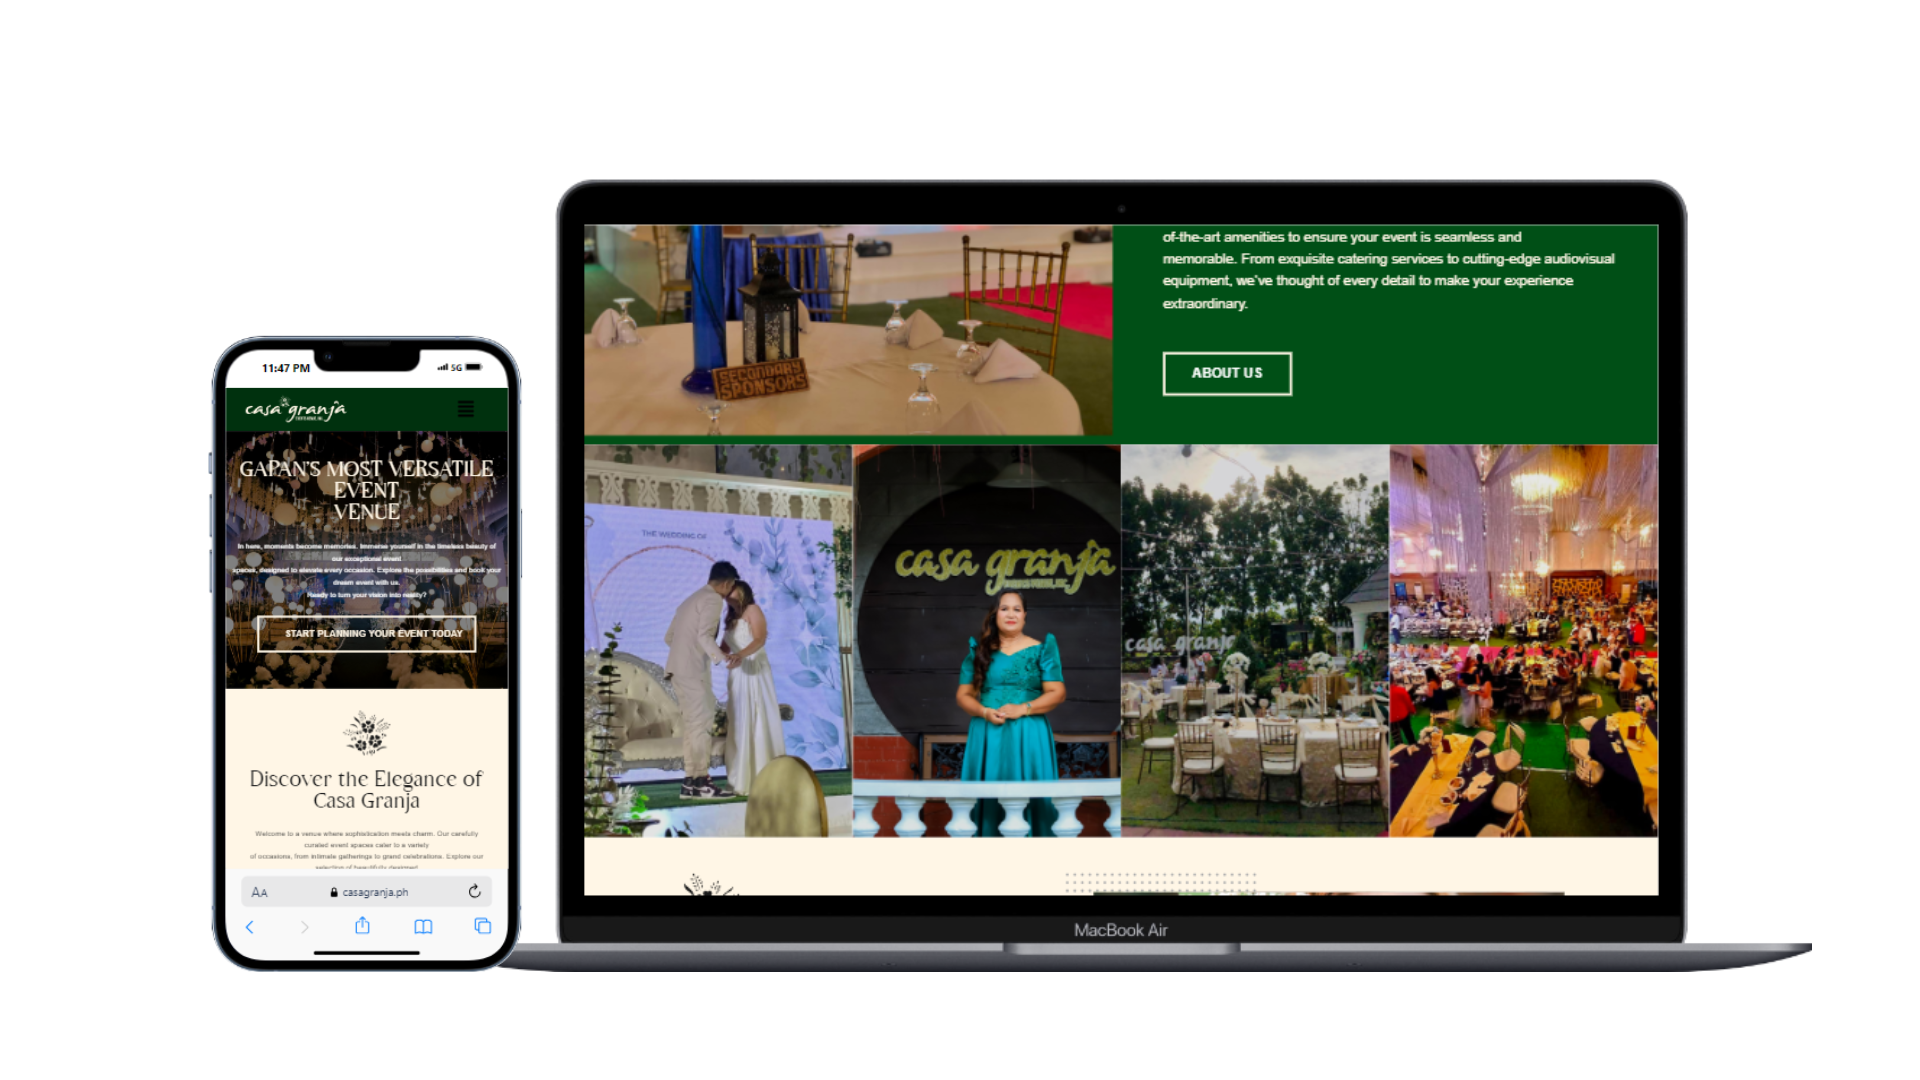 11:47 PM
5G
casa granja
GAPAN'S MOST VERSATILE
EVENT
VENUE
In here, moments become memories. Immerse yourself in the timeless beauty of
our exceptional event
spaces, designed to elevate every occasion. Explore the possibilities and book your
dream event with us.
Ready to turn your vision into reality?
START PLANNING YOUR EVENT TODAY
Discover the Elegance of
Casa Granja
Welcome to a venue where sophistication meets charm. Our carefully
curated event spaces cater to a variety
of occasions, from intimate gatherings to grand celebrations. Explore our
selection of beautifully designed
AA
casagranja.ph
of-the-art amenities to ensure your event is seamless and
memorable. From exquisite catering services to cutting-edge audiovisual
equipment, we've thought of every detail to make your experience
extraordinary.
ABOUT US
SECONDARY
SPONSORS
THE WEDDING OF
casa granja
casa granja
MacBook Air